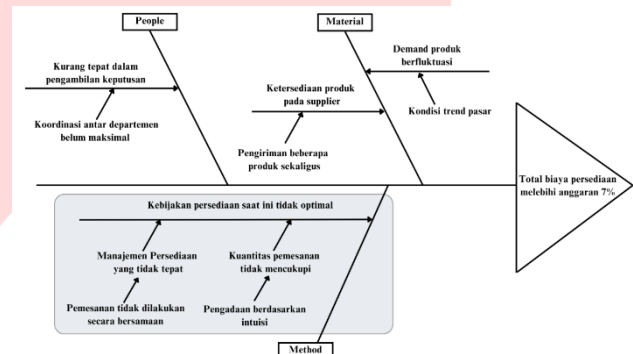 People
Material
Kurang tepat dalam
pengambilan keputusan
Koordinasi antar departemen
belum maksimal
Demand produk
berfluktuasi
Ketersediaan produk
pada supplier
Kondisi trend pasar
Pengiriman beberapa
produk sekaligus
Total biaya persediaan
melebihi anggaran 7%
Kebijakan persediaan saat ini tidak optimal
Manajemen Persediaan
yang tidak tepat
Kuantitas pemesanan
tidak mencukupi
Pemesanan tidak dilakukan
secara bersamaan
Pengadaan berdasarkan
intuisi
Method